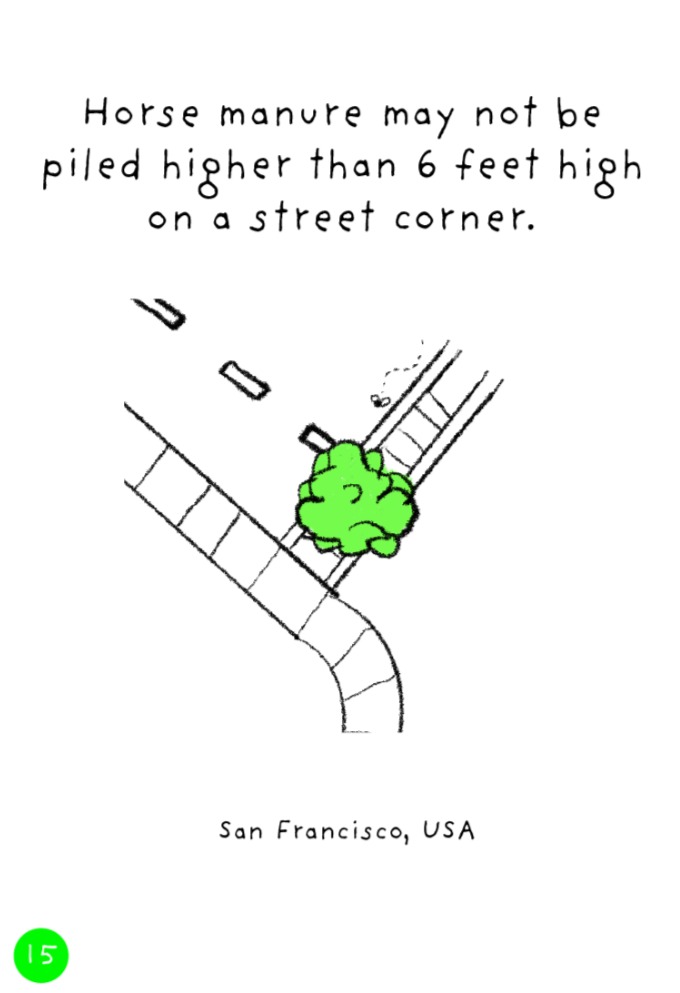 Horse manure may not be
piled higher than 6 feet high
on a street corner.
San Francisco, USA
15